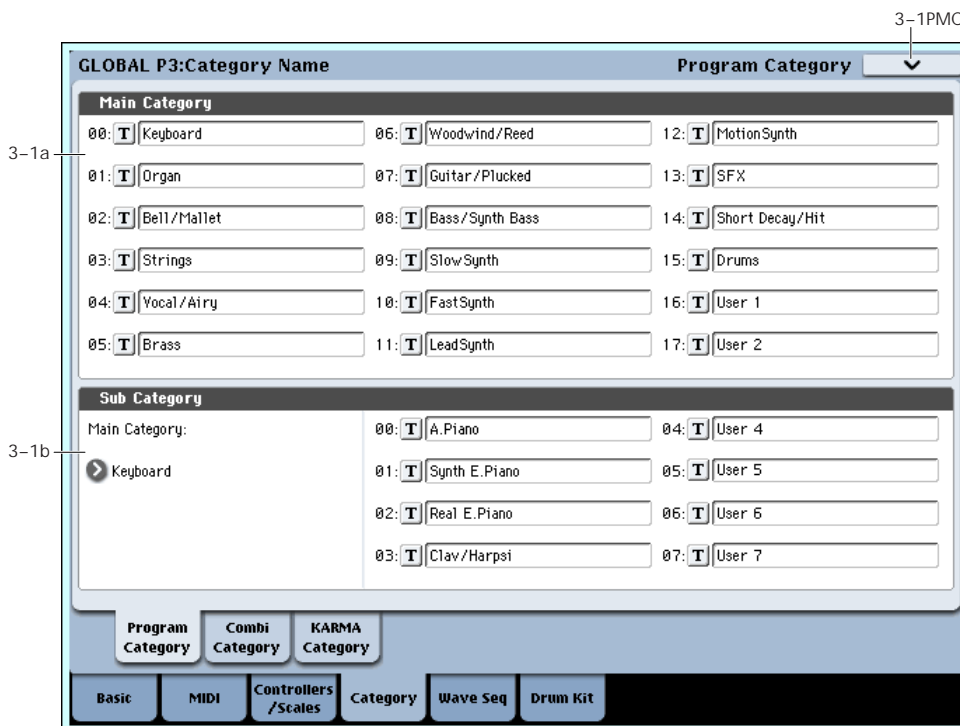 3-1PMC
GLOBAL P3:Category Name
Program Category
Main Category
3-1a
00: T Keyboard
01: T Organ
02: T Bell/Mallet
03: T Strings
04: T Vocal/Airy
05: T Brass
06: T Woodwind/Reed
07: T Guitar/Plucked
08: T Bass/Synth Bass
09: T SlowSynth
10: T FastSynth
11: T LeadSynth
12: T MotionSynth
13: T SFX
14: T Short Decay/Hit
15: T Drums
16: T User 1
17: T User 2
Sub Category
3-1b
Main Category:
Keyboard
00: T A.Piano
01: T Synth E.Piano
02: T Real E.Piano
03: T Clav/Harpsi
04: T User 4
05: T User 5
06: T User 6
07: T User 7
Program
Category
Combi
Category
KARMA
Category
Basic
MIDI
Controllers
/Scales
Category
Wave Seq
Drum Kit